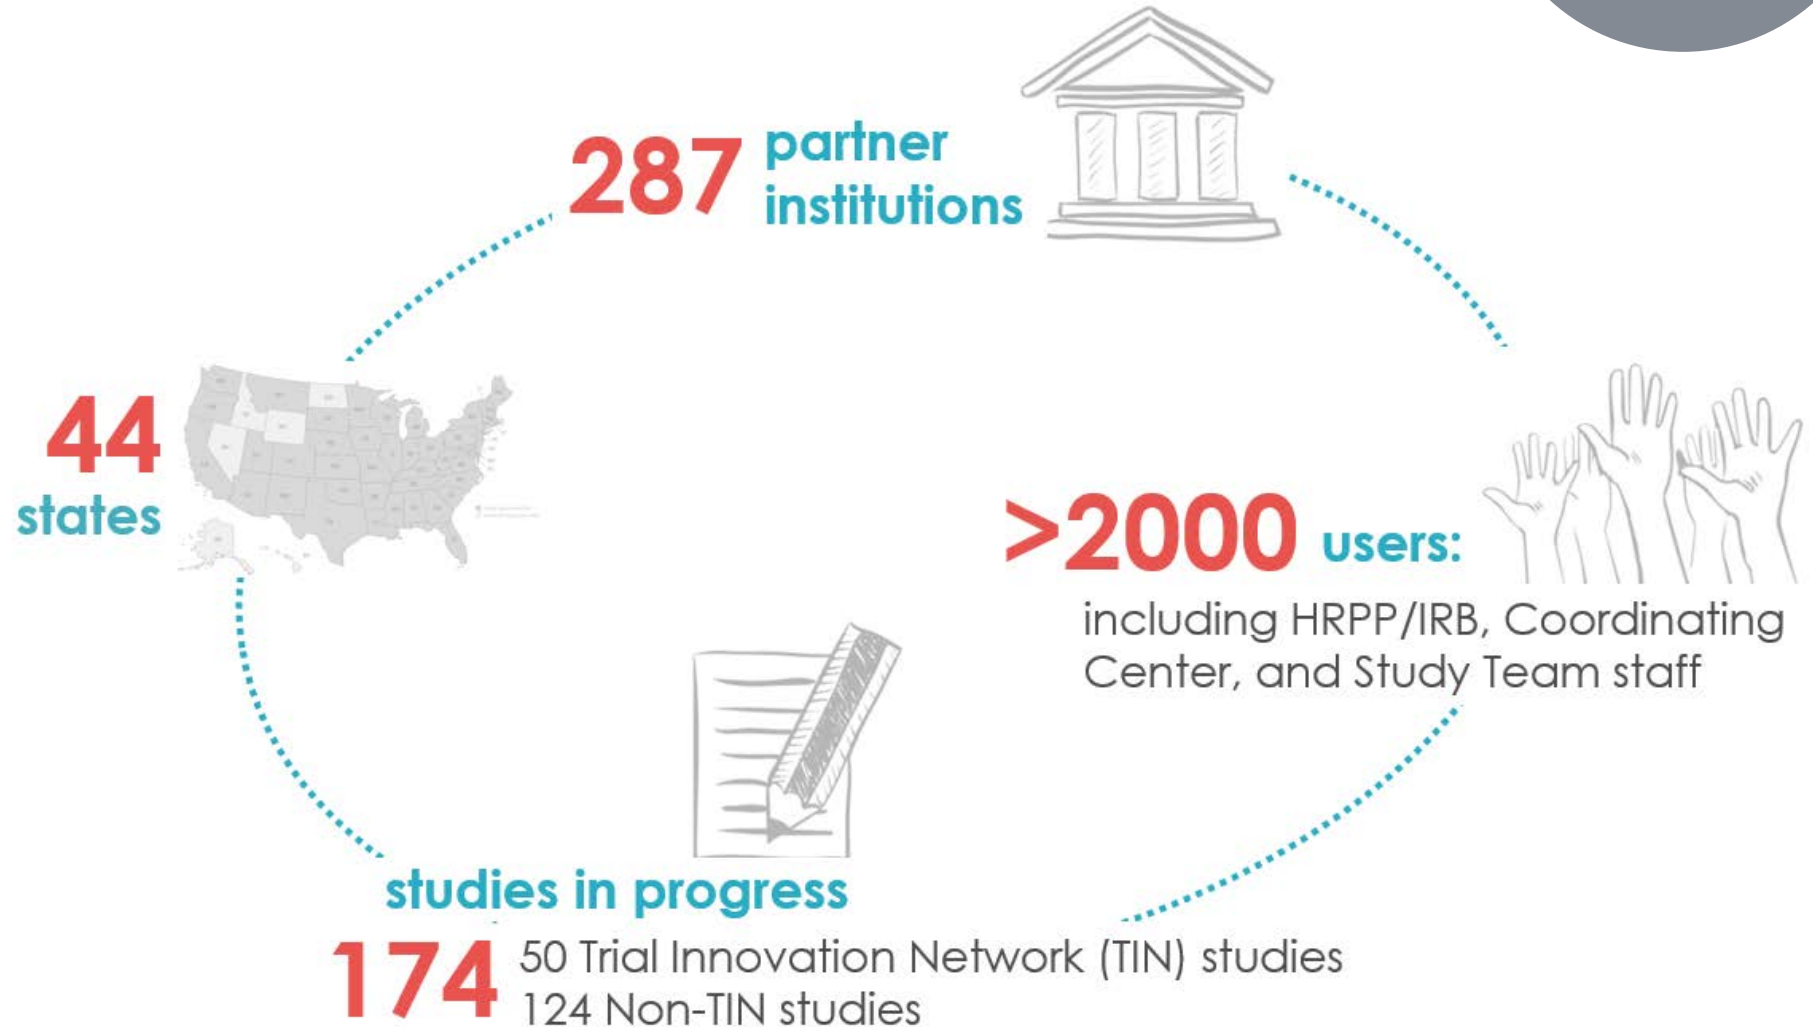 287 partner
institutions
44
states
>2000 users:
including HRPP/IRB, Coordinating
Center, and Study Team staff
studies in progress
174 50 Trial Innovation Network (TIN) studies
124 Non-TIN studies